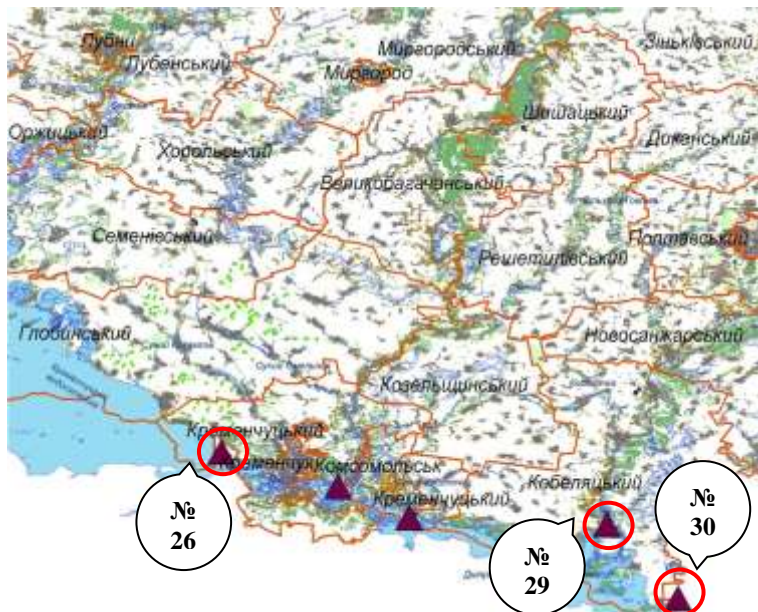 Лубни
Лубенський
Миргородський
Миргород
Зіньківський
Шишацький
Диканський
Оржицький
Хорольський
Великобагачанський
Семенівський
Решетилівський
Полтавський
Глобинський
Новосанжарський
Козельщинський
Кременчуцький
Кременчук
Комсомольськ
Кременчуцький
Кобеляцький
№
26
№
29
№
30